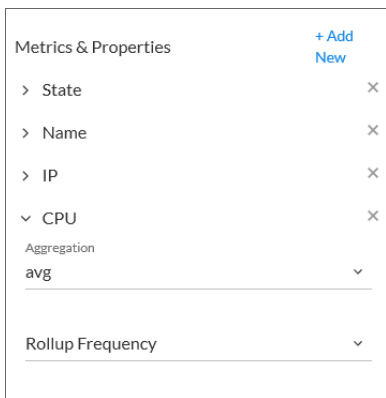 Metrics & Properties
+ Add
New
State
Name
IP
CPU
Aggregation
avg
Rollup Frequency